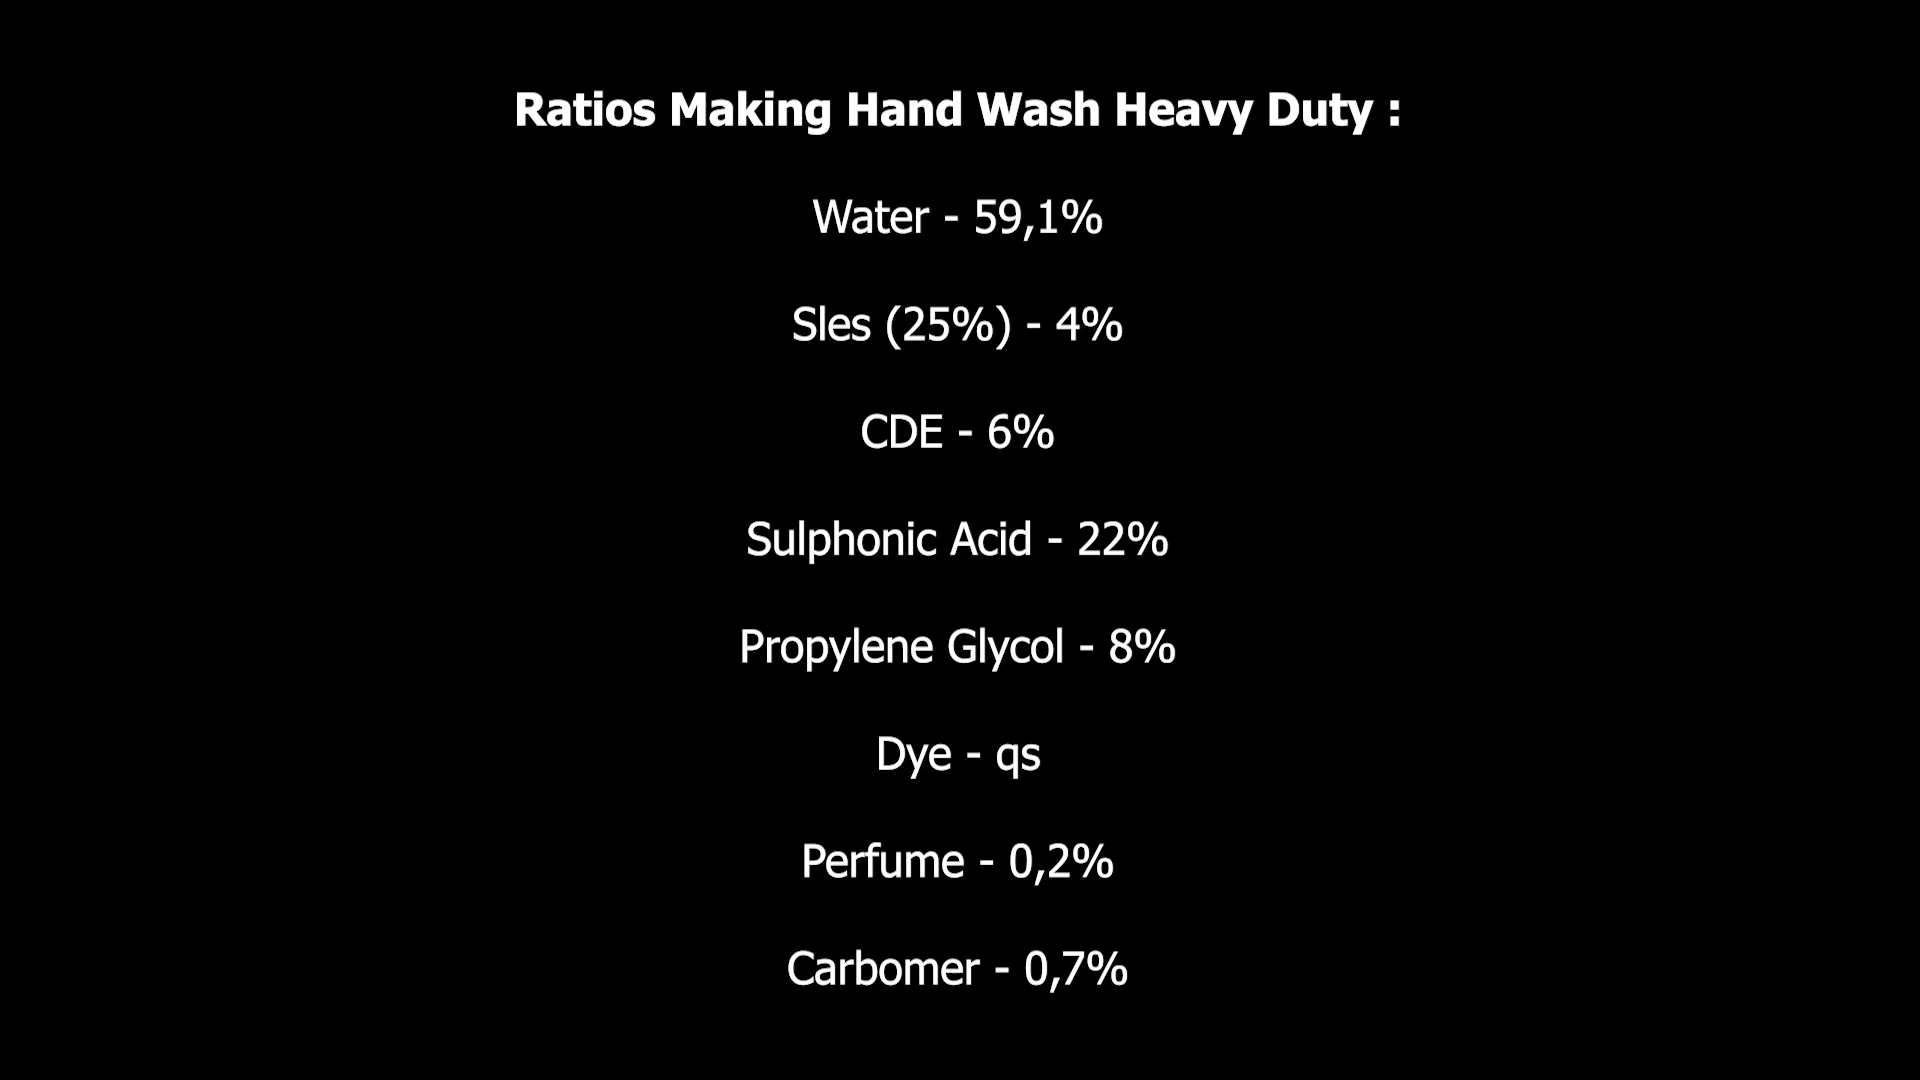 Ratios Making Hand Wash Heavy Duty :
Water - 59,1%
Sles (25%) - 4%
CDE - 6%
Sulphonic Acid - 22%
Propylene Glycol - 8%
Dye - qs
Perfume - 0,2%
Carbomer - 0,7%